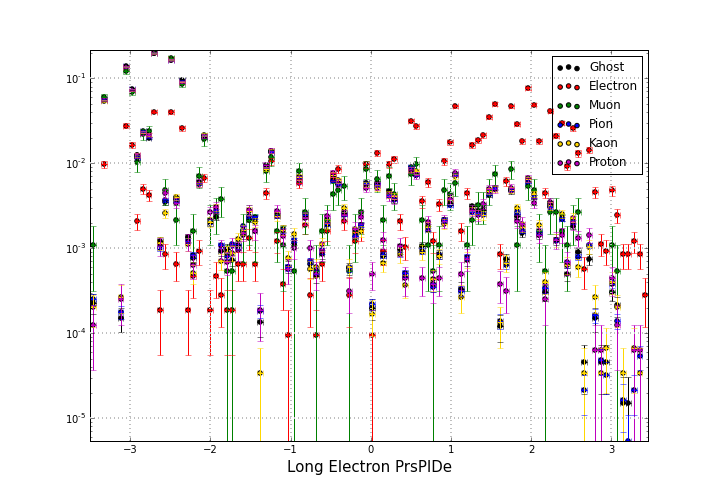 10⁻¹
10⁻²
10⁻³
10⁻⁴
10⁻⁵
Ghost
Electron
Muon
Pion
Kaon
Proton
−3 −2 −1 0 1 2 3
Long Electron PrsPIDe